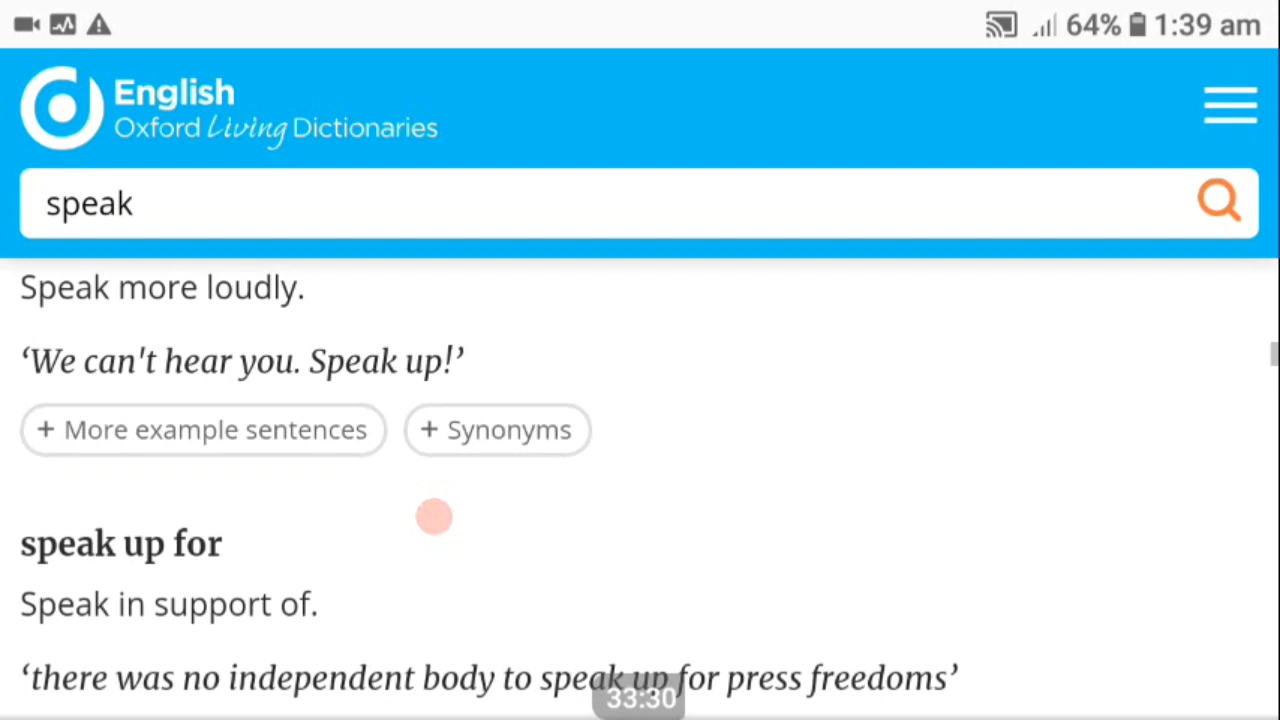 64% 1:39 am
English
Oxford Living Dictionaries
speak
Speak more loudly.
‘We can't hear you. Speak up!’
+ More example sentences + Synonyms
speak up for
Speak in support of.
‘there was no independent body to speak up for press freedoms’
33:30